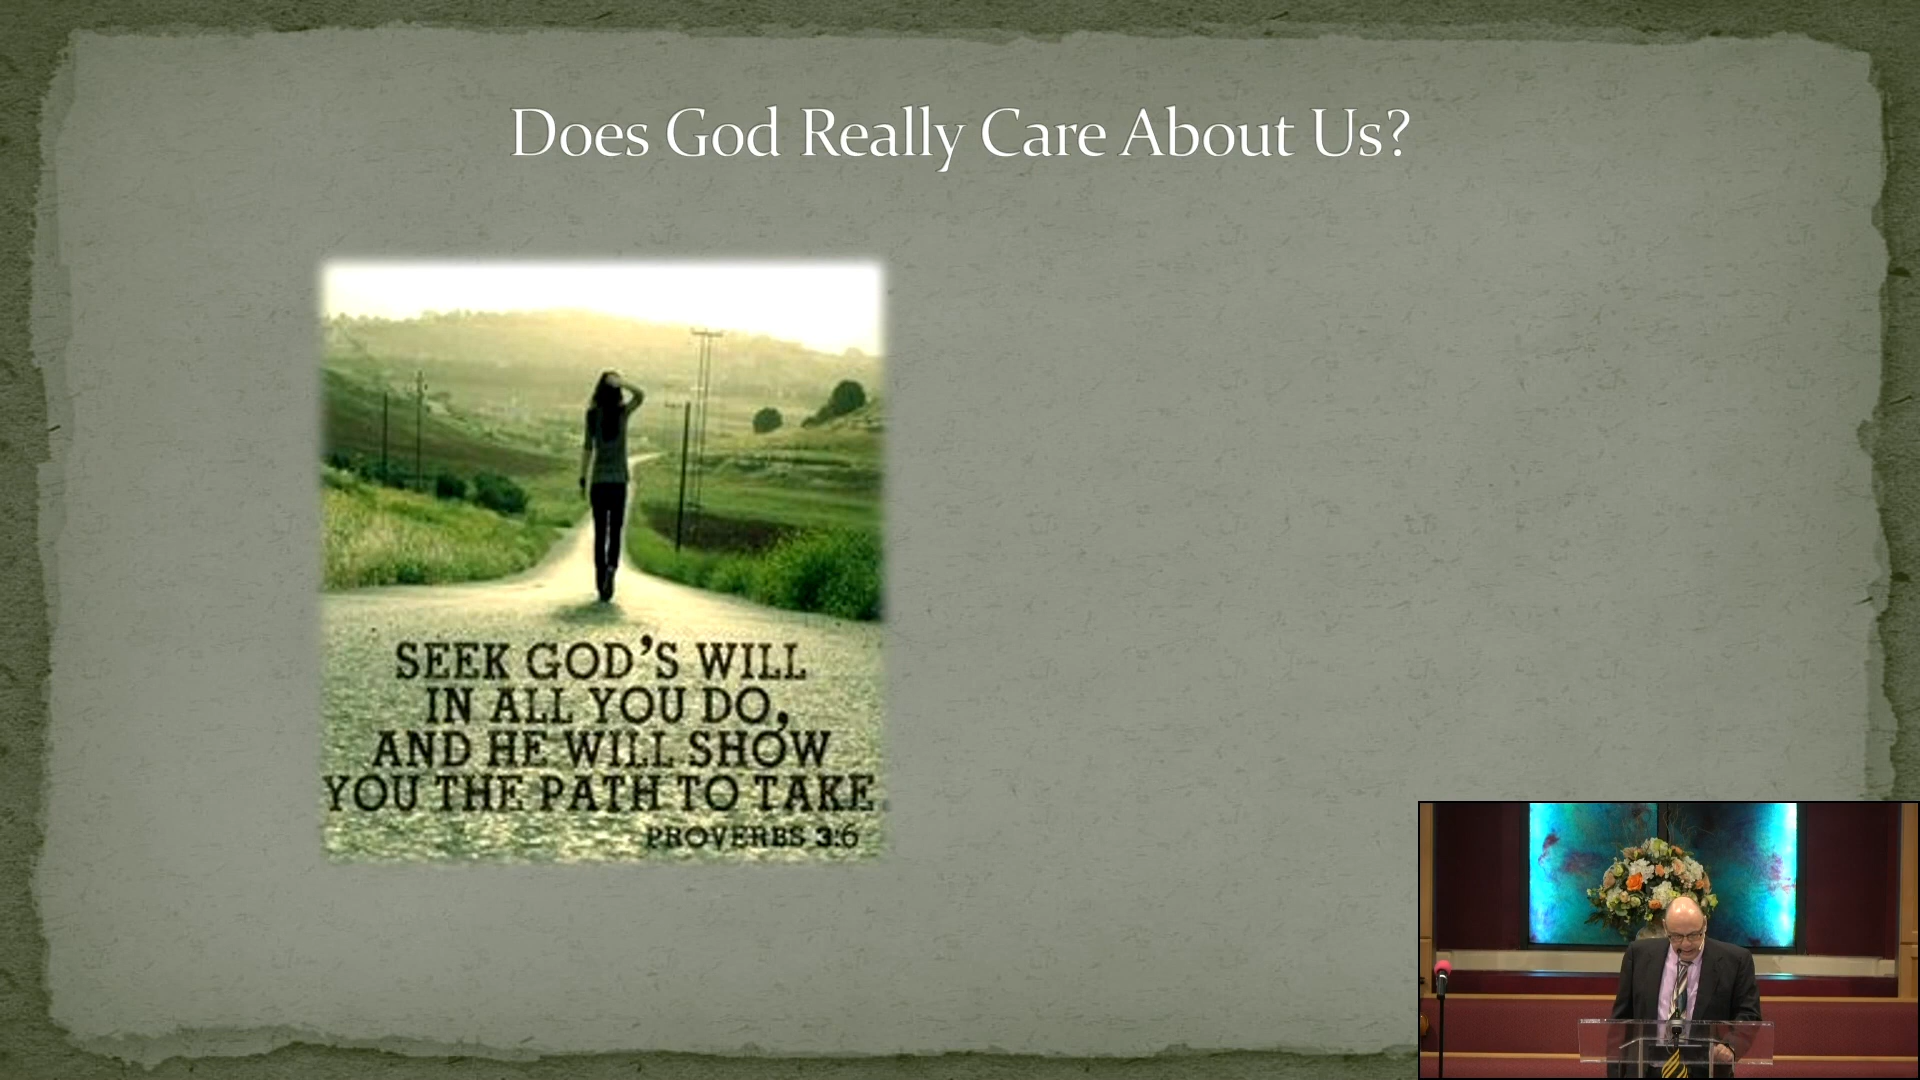 Does God Really Care About Us?
SEEK GOD'S WILL
IN ALL YOU DO,
AND HE WILL SHOW
YOU THE PATH TO TAKE
PROVERBS 3:6